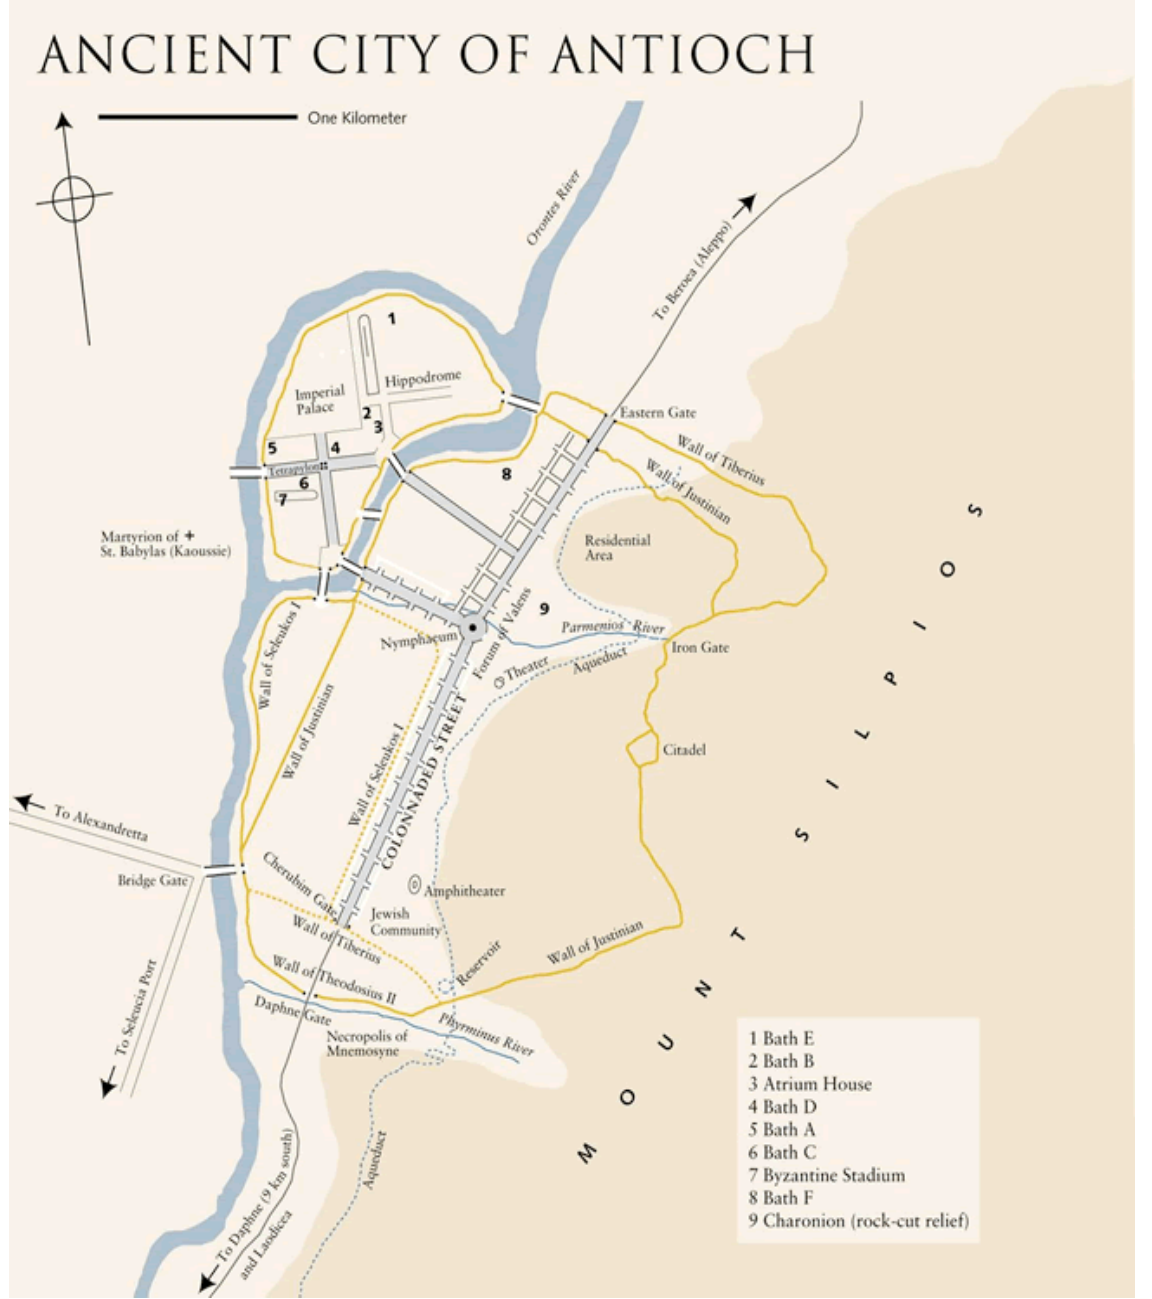 ANCIENT CITY OF ANTIOCH
One Kilometer
Orontes River
To Beroea (Aleppo)
1
Hippodrome
Imperial
Palace
2
3
Eastern Gate
5
4
Tetrapylon
Wall of Tiberius
Wall of Justinian
8
6
7
Martyrion of
St. Babylas (Kaoussie)
Residential
Area
9
Parmenios River
Nymphaeum
Forum of Valens
Iron Gate
Wall of Seleukos I
Theater
Aqueduct
Wall of Justinian
Wall of Seleukos I
COLONNADED STREET
Citadel
MOUNT SILPIOS
To Alexandretta
Bridge Gate
Cherubim Gate
Amphitheater
Jewish
Community
Wall of Tiberius
Wall of Justinian
Reservoir
Wall of Theodosius II
Daphne Gate
To Seleucia Port
Necropolis of
Mnemosyne
Phyrminus River
Aqueduct
To Daphne (9 km south)
and Laodicea
1 Bath E
2 Bath B
3 Atrium House
4 Bath D
5 Bath A
6 Bath C
7 Byzantine Stadium
8 Bath F
9 Charonion (rock-cut relief)